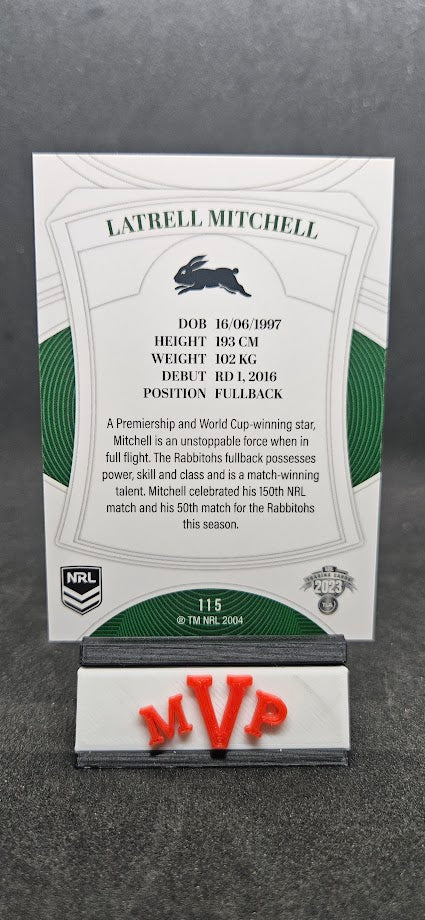 LATRELL MITCHELL
DOB 16/06/1997
HEIGHT 193 CM
WEIGHT 102 KG
DEBUT RD 1, 2016
POSITION FULLBACK
A Premiership and World Cup-winning star,
Mitchell is an unstoppable force when in
full flight. The Rabbitohs fullback possesses
power, skill and class and is a match-winning
talent. Mitchell celebrated his 150th NRL
match and his 50th match for the Rabbitohs
this season.
NRL
TRADING CARDS
2023
115
® TM NRL 2004
MVP